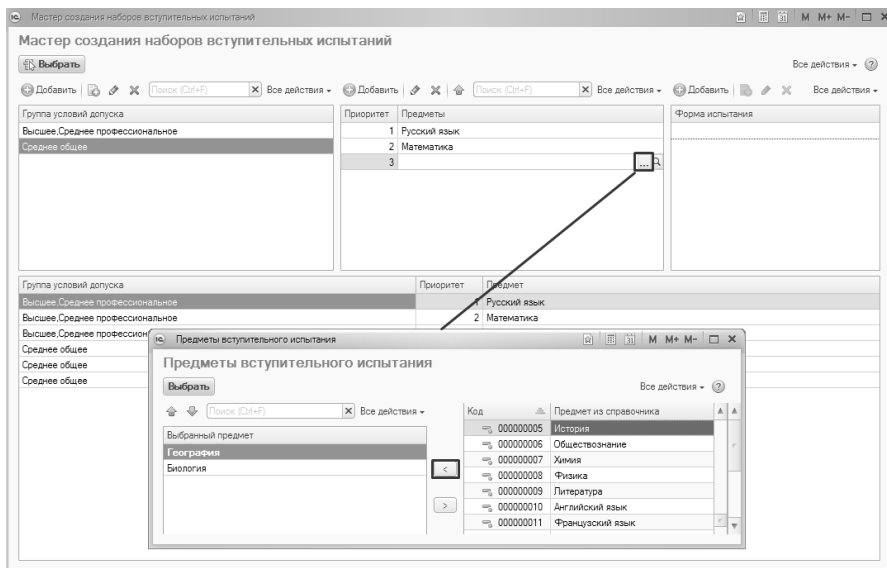 Мастер создания наборов вступительных испытаний
M M+ M-
Мастер создания наборов вступительных испытаний
Выбрать
Все действия
Добавить Поиск (Ctrl+F) Все действия Добавить Поиск (Ctrl+F) Все действия Добавить Все действия
Группа условий допуска Приоритет Предметы Форма испытания
Высшее,Среднее профессиональное 1 Русский язык
Среднее общее 2 Математика
3 ...
Группа условий допуска Приоритет Предмет
Высшее,Среднее профессиональное 1 Русский язык
Высшее,Среднее профессиональное 2 Математика
Высшее,Среднее профессион
Среднее общее
Среднее общее
Среднее общее
Предметы вступительного испытания
M M+ M-
Предметы вступительного испытания
Выбрать
Все действия
Поиск (Ctrl+F) Все действия
Код Предмет из справочника
Выбранный предмет
География
Биология
<
>
000000005 История
000000006 Обществознание
000000007 Химия
000000008 Физика
000000009 Литература
000000010 Английский язык
000000011 Французский язык